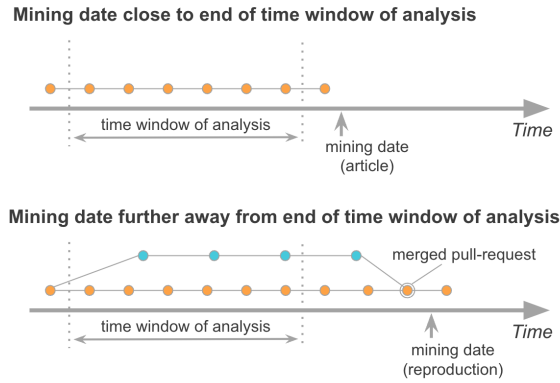 Mining date close to end of time window of analysis
time window of analysis
Time
mining date
(article)
Mining date further away from end of time window of analysis
merged pull-request
time window of analysis
Time
mining date
(reproduction)